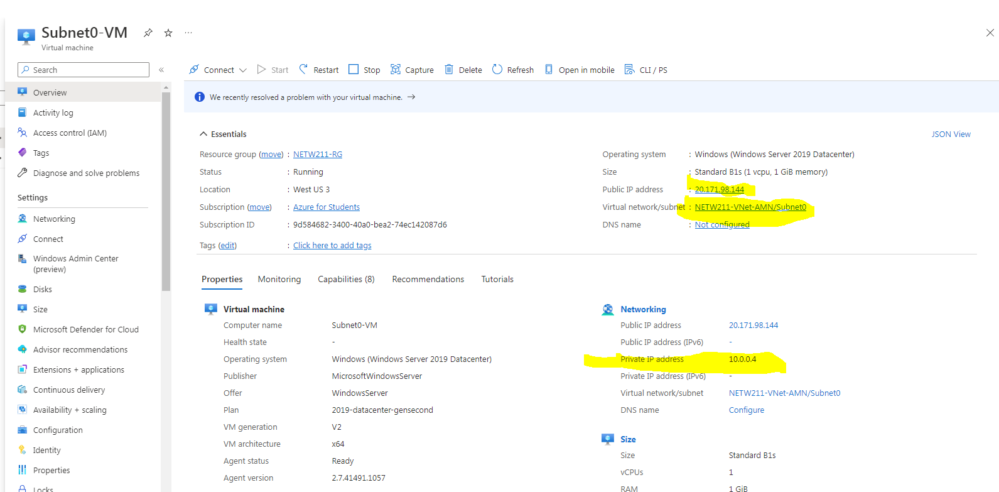 Subnet0-VM
Virtual machine
Search
Overview
Activity log
Access control (IAM)
Tags
Diagnose and solve problems
Settings
Networking
Connect
Windows Admin Center
(preview)
Disks
Size
Microsoft Defender for Cloud
Advisor recommendations
Extensions + applications
Continuous delivery
Availability + scaling
Configuration
Identity
Properties
Locks
Connect Start Restart Stop Capture Delete Refresh Open in mobile CLI / PS
We recently resolved a problem with your virtual machine. →
Essentials JSON View
Resource group (move) : NETW211-RG
Status : Running
Location : West US 3
Subscription (move) : Azure for Students
Subscription ID : 9d584682-3400-40a0-bea2-74ec142087d6
Tags (edit) : Click here to add tags
Operating system : Windows (Windows Server 2019 Datacenter)
Size : Standard B1s (1 vcpu, 1 GiB memory)
Public IP address : 20.171.98.144
Virtual network/subnet : NETW211-VNet-AMN/Subnet0
DNS name : Not configured
Properties Monitoring Capabilities (8) Recommendations Tutorials
Virtual machine
Computer name Subnet0-VM
Health state -
Operating system Windows (Windows Server 2019 Datacenter)
Publisher MicrosoftWindowsServer
Offer WindowsServer
Plan 2019-datacenter-gensecond
VM generation V2
VM architecture x64
Agent status Ready
Agent version 2.7.41491.1057
Networking
Public IP address 20.171.98.144
Public IP address (IPv6) -
Private IP address 10.0.0.4
Private IP address (IPv6) -
Virtual network/subnet NETW211-VNet-AMN/Subnet0
DNS name Configure
Size
Size Standard B1s
vCPUs 1
RAM 1 GiB